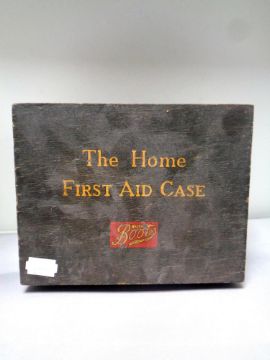 The Home
FIRST AID CASE
Boots